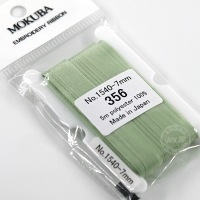 MOKUBA
EMBROIDERY RIBBON
No.1540-7mm
356
5m polyester 100%
Made in Japan
No.1540-7mm